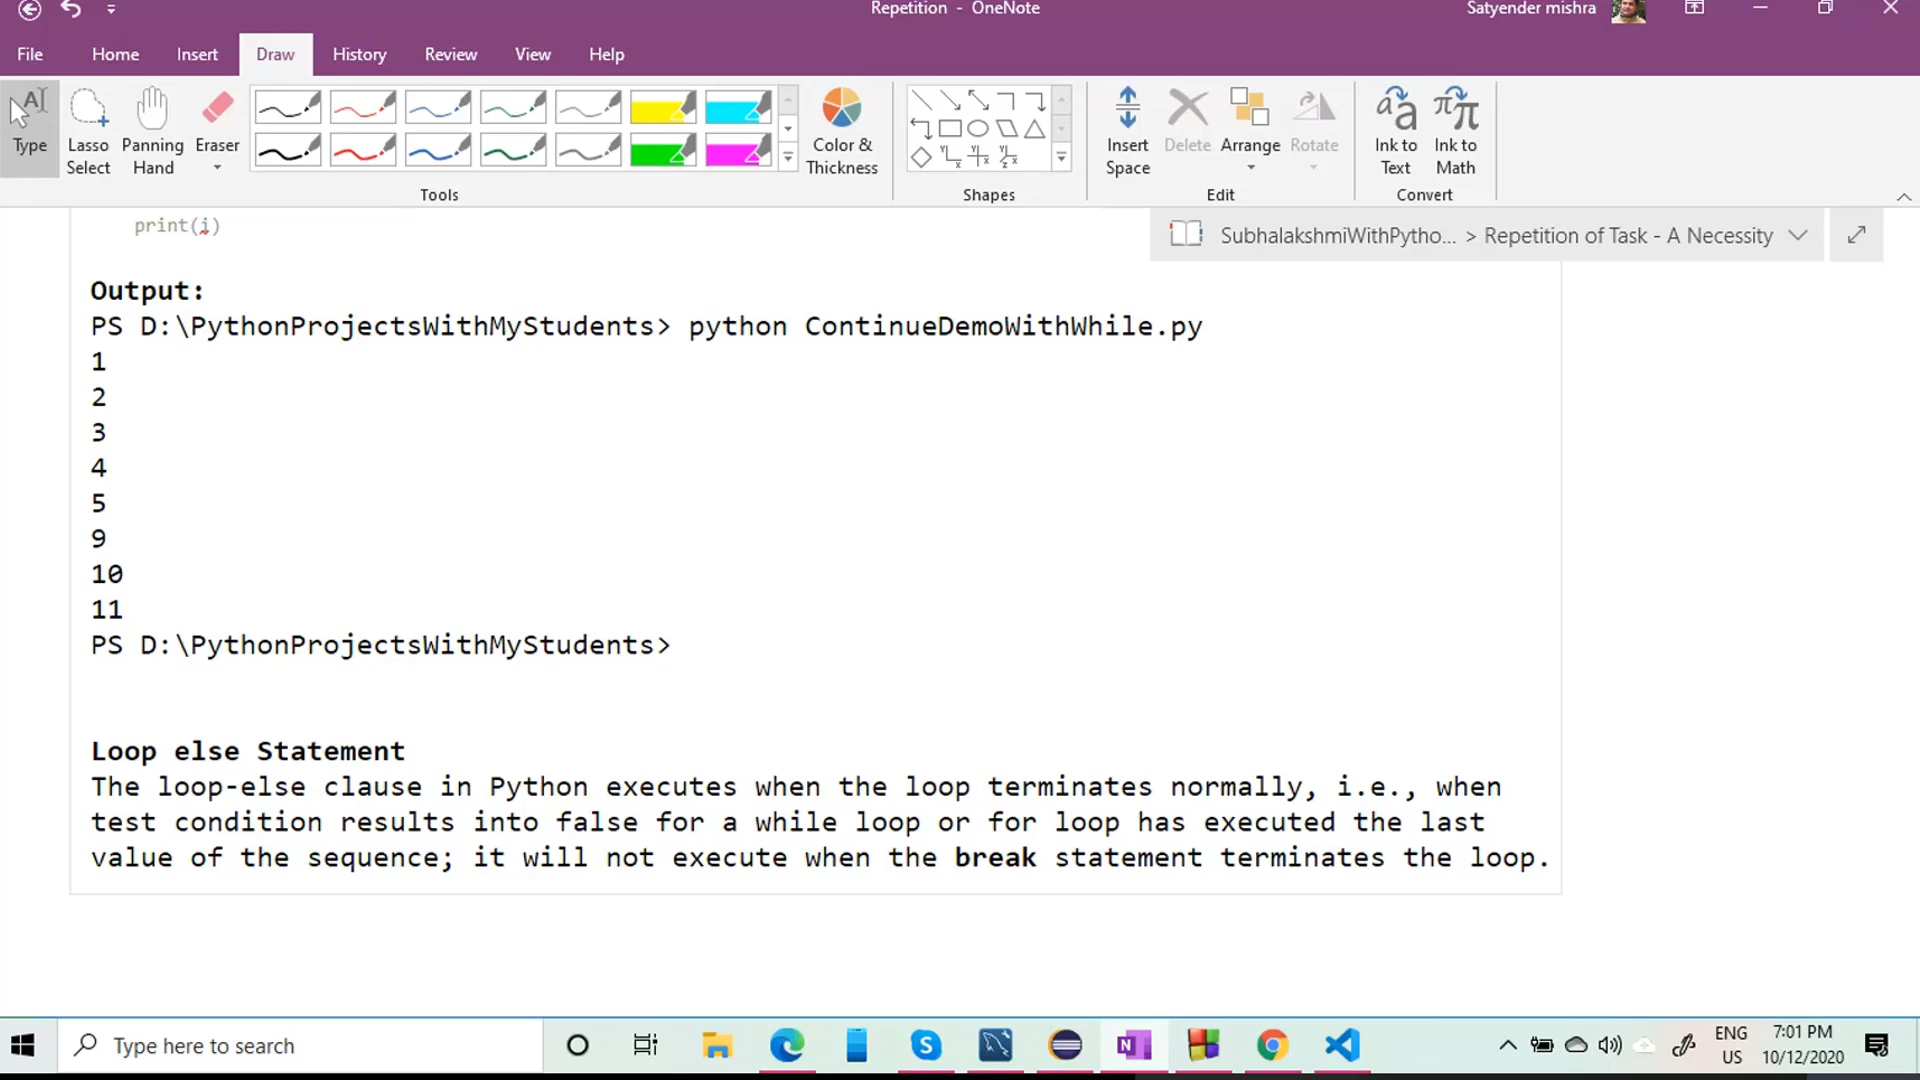 Repetition - OneNote
Satyender mishra
File Home Insert Draw History Review View Help
Type
Lasso Select
Panning Hand
Eraser
Color & Thickness
Insert Space
Delete
Arrange
Rotate
Ink to Text
Ink to Math
Tools
Shapes
Edit
Convert
print(i)
SubhalakshmiWithPytho... > Repetition of Task - A Necessity
Output:
PS D:\PythonProjectsWithMyStudents> python ContinueDemoWithWhile.py
1
2
3
4
5
9
10
11
PS D:\PythonProjectsWithMyStudents>
Loop else Statement
The loop-else clause in Python executes when the loop terminates normally, i.e., when
test condition results into false for a while loop or for loop has executed the last
value of the sequence; it will not execute when the break statement terminates the loop.
Type here to search
ENG
US
7:01 PM
10/12/2020